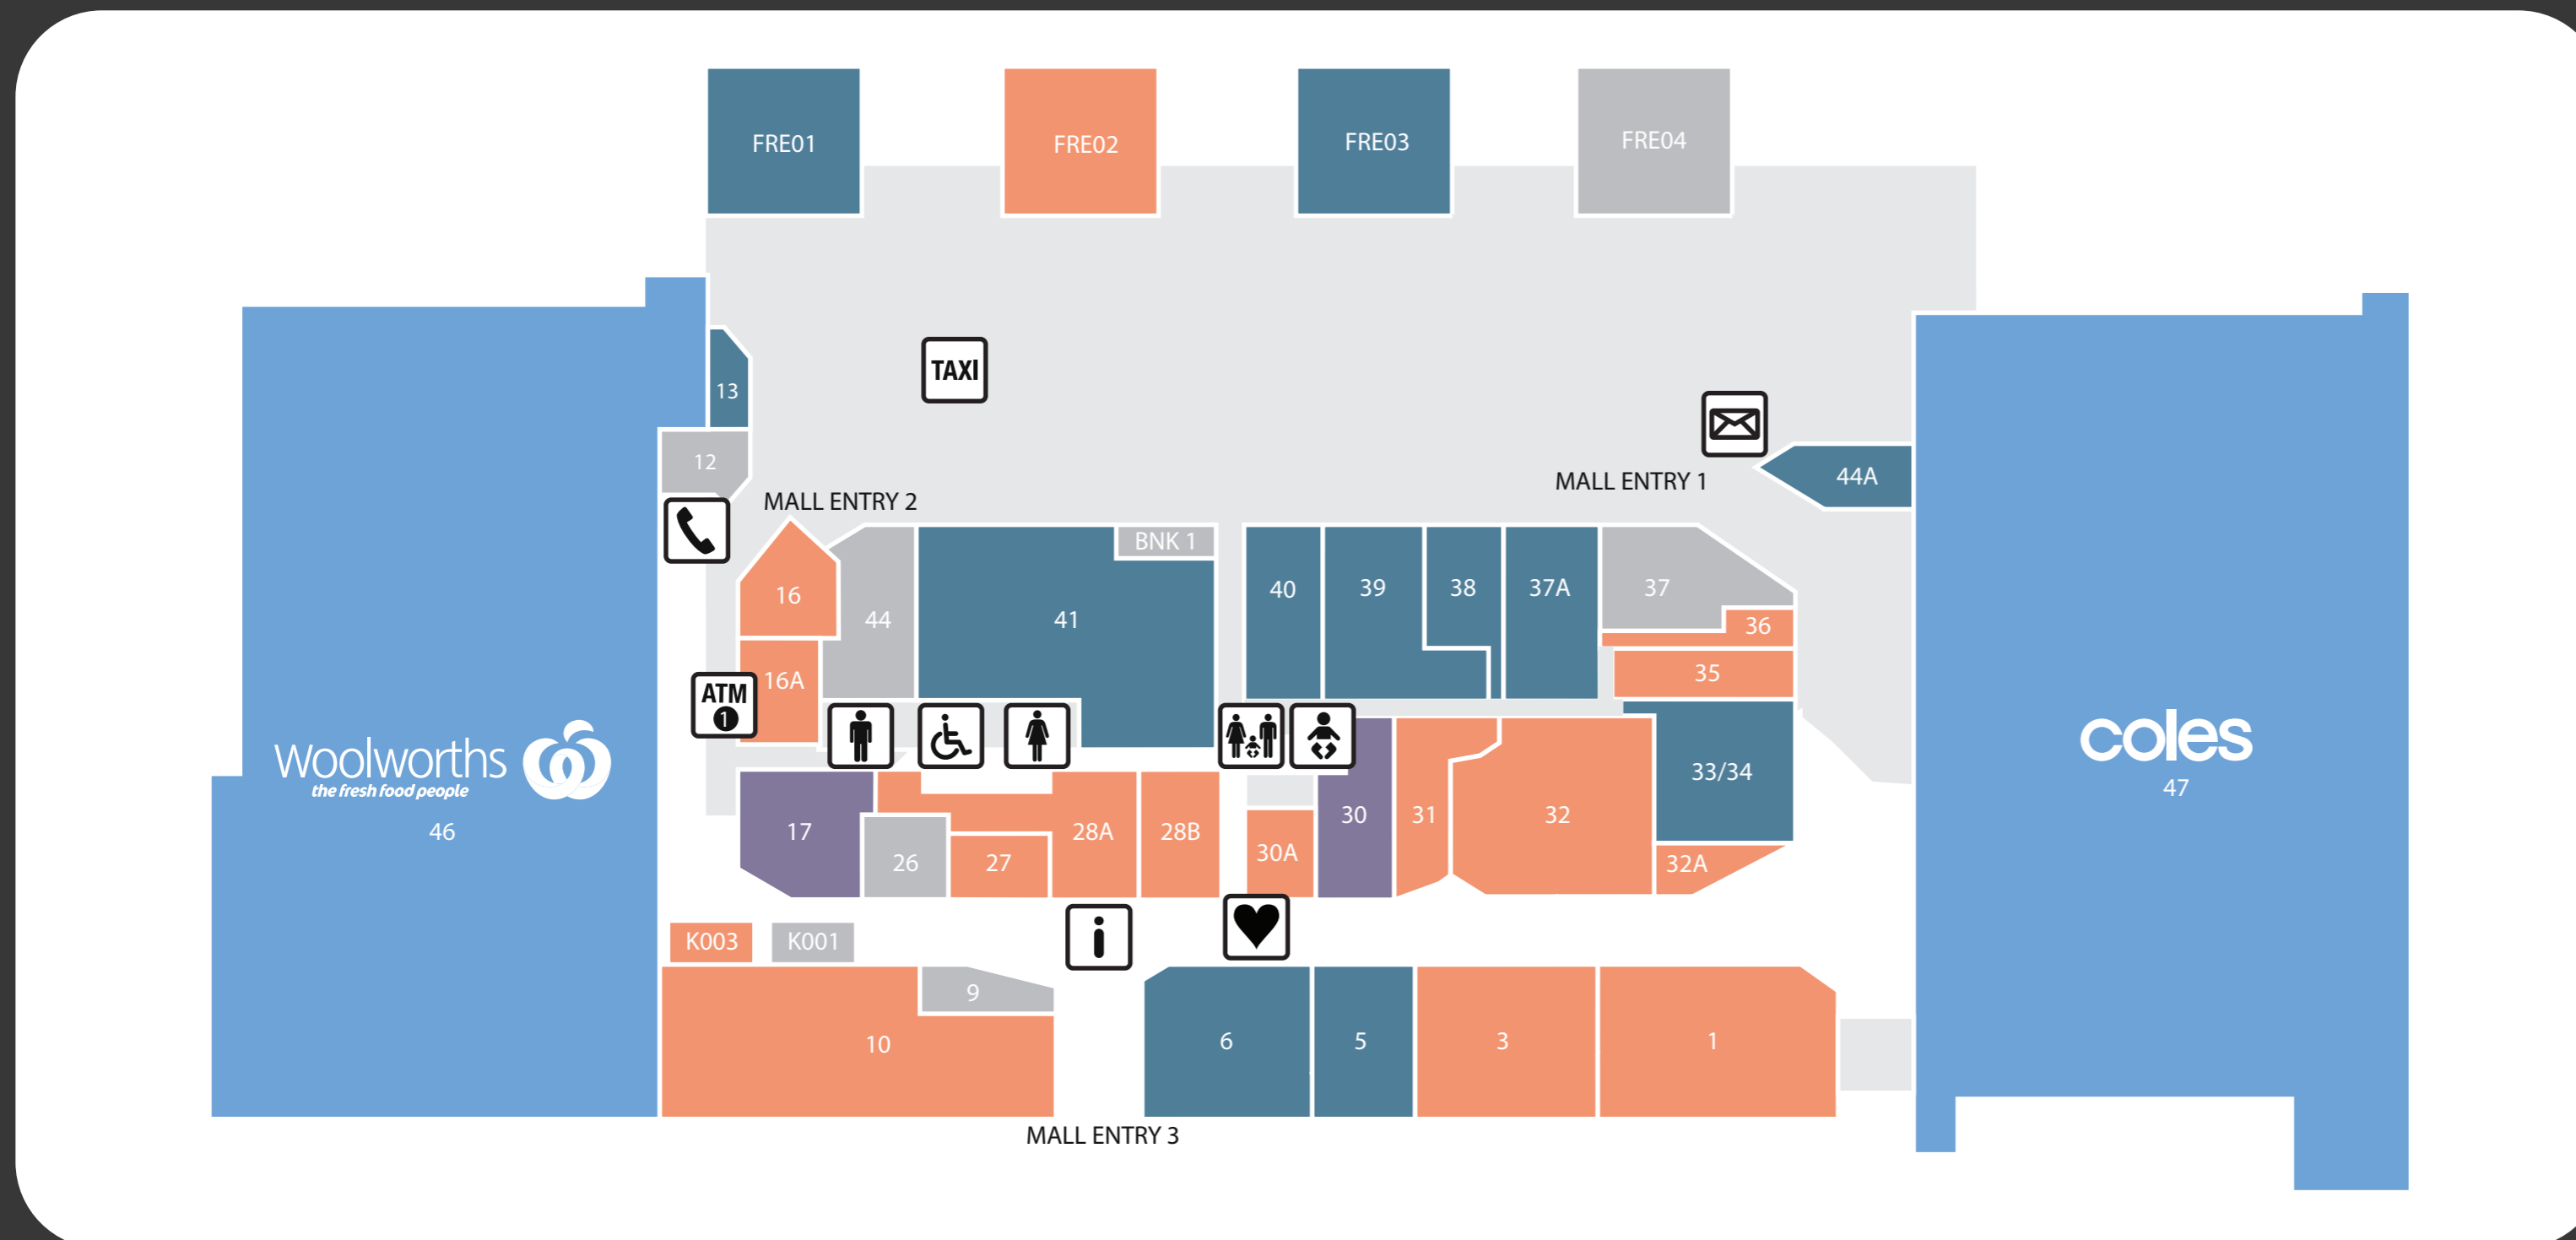 FRE01
FRE02
FRE03
FRE04
13
TAXI
12
44A
MALL ENTRY 1
MALL ENTRY 2
BNK 1
16
44
41
40
39
38
37A
37
36
35
16A
ATM
1
woolworths
the fresh food people
46
coles
47
33/34
17
26
27
28A
28B
30A
30
31
32
32A
K003
K001
i
9
10
6
5
3
1
MALL ENTRY 3